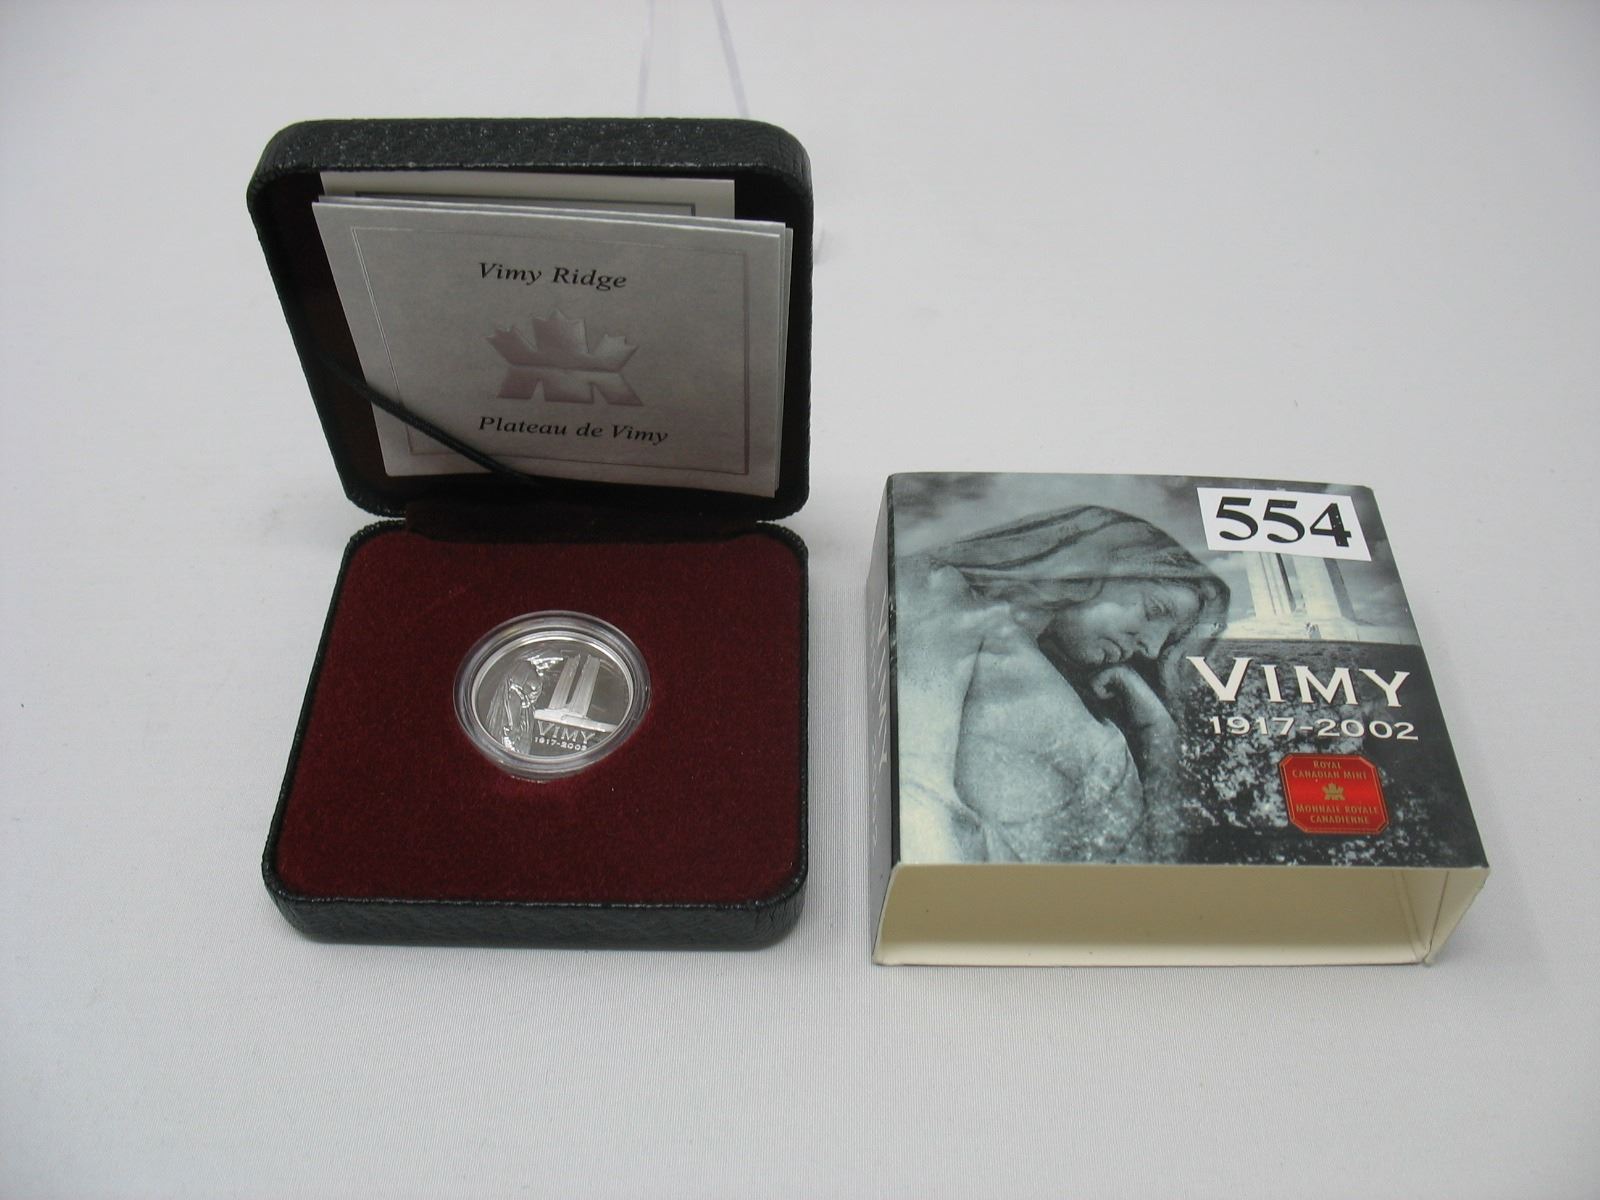 Vimy Ridge
Plateau de Vimy
VIMY
1917-2002
554
VIMY
1917-2002
ROYAL
CANADIAN MINT
MONNAIE ROYALE
CANADIENNE